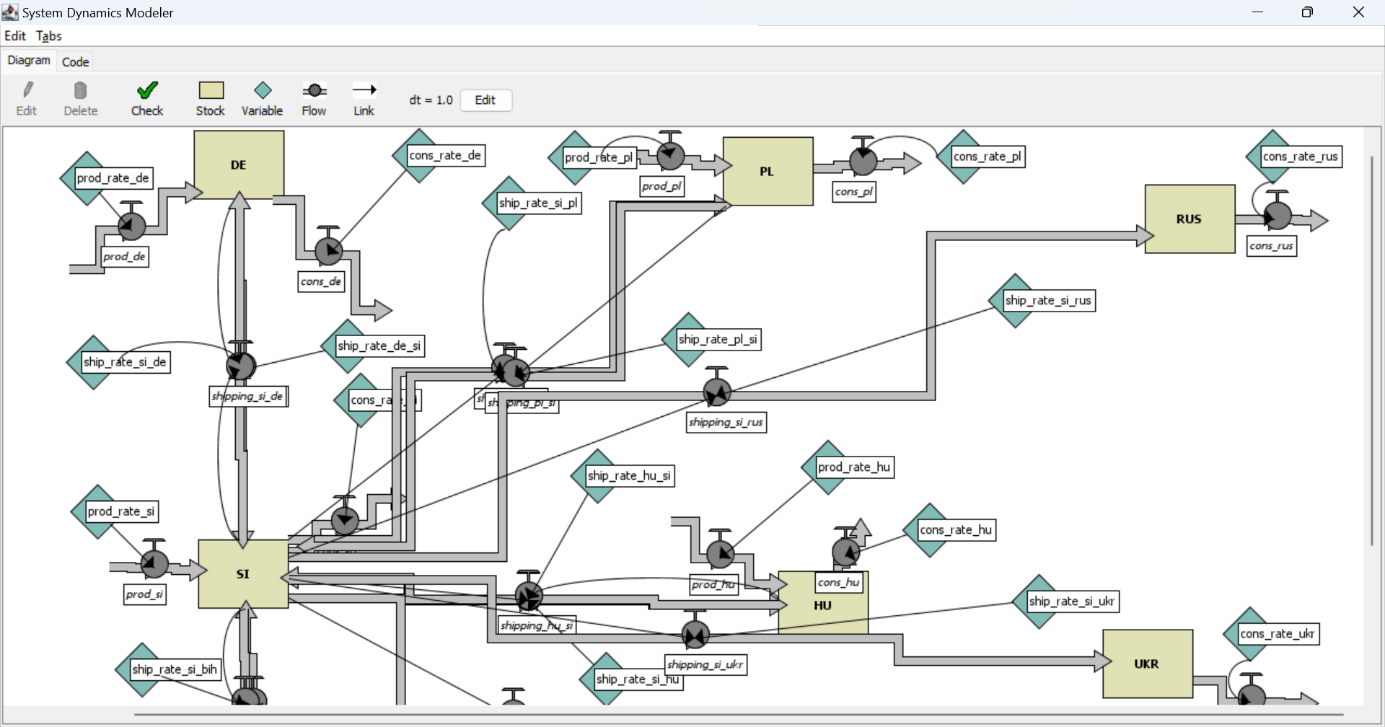 System Dynamics Modeler
Edit Tabs
Diagram Code
Edit Delete Check Stock Variable Flow Link dt = 1.0 Edit
DE
cons_rate_de
prod_rate_pl
PL
cons_rate_pl
cons_rate_rus
prod_rate_de
prod_pl
cons_pl
ship_rate_si_pl
RUS
prod_de
cons_rus
cons_de
ship_rate_si_rus
ship_rate_si_de
ship_rate_de_si
ship_rate_pl_si
shipping_si_de
shipping_pl_si
shipping_si_rus
ship_rate_hu_si
prod_rate_hu
prod_rate_si
cons_rate_hu
SI
prod_si
prod_hu
cons_hu
HU
ship_rate_si_ukr
shipping_hu_si
cons_rate_ukr
shipping_si_ukr
UKR
ship_rate_si_bih
ship_rate_si_hu